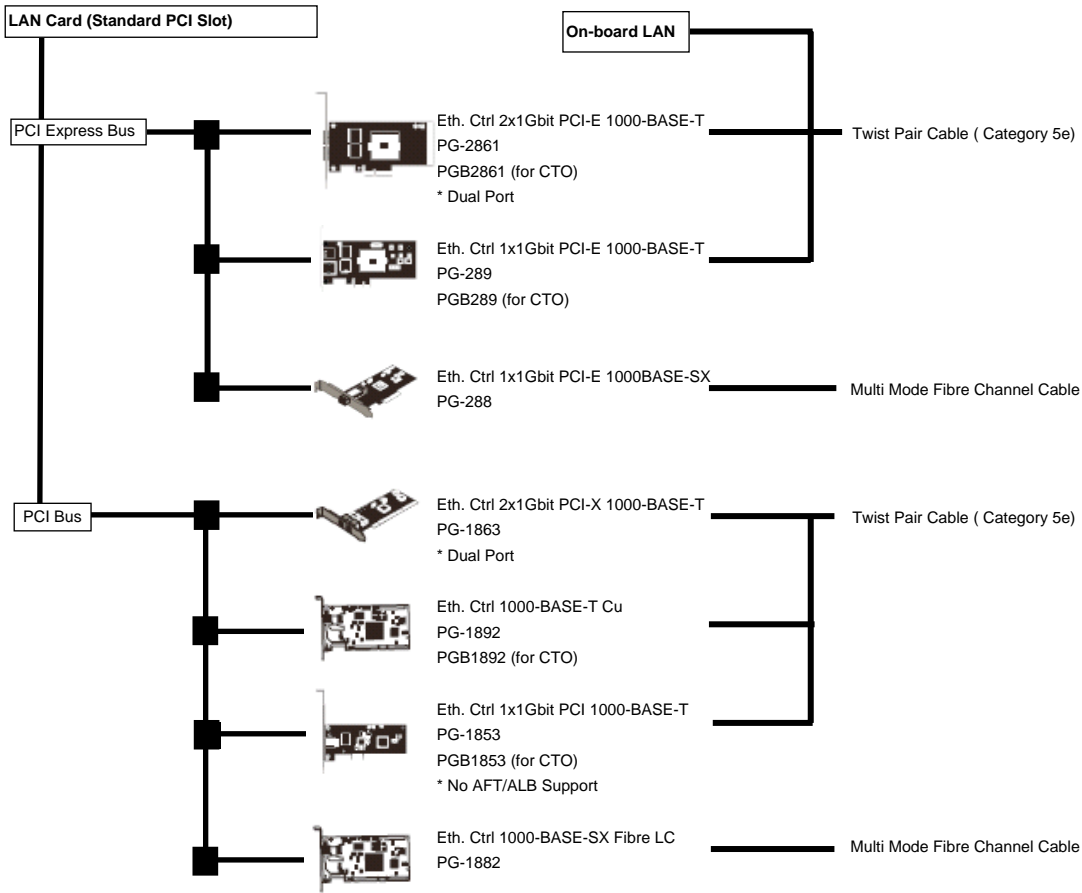 LAN Card (Standard PCI Slot)
On-board LAN
PCI Express Bus
Eth. Ctrl 2x1Gbit PCI-E 1000-BASE-T
PG-2861
PGB2861 (for CTO)
* Dual Port
Twist Pair Cable ( Category 5e)
Eth. Ctrl 1x1Gbit PCI-E 1000-BASE-T
PG-289
PGB289 (for CTO)
Eth. Ctrl 1x1Gbit PCI-E 1000BASE-SX
PG-288
Multi Mode Fibre Channel Cable
PCI Bus
Eth. Ctrl 2x1Gbit PCI-X 1000-BASE-T
PG-1863
* Dual Port
Twist Pair Cable ( Category 5e)
Eth. Ctrl 1000-BASE-T Cu
PG-1892
PGB1892 (for CTO)
Eth. Ctrl 1x1Gbit PCI 1000-BASE-T
PG-1853
PGB1853 (for CTO)
* No AFT/ALB Support
Eth. Ctrl 1000-BASE-SX Fibre LC
PG-1882
Multi Mode Fibre Channel Cable